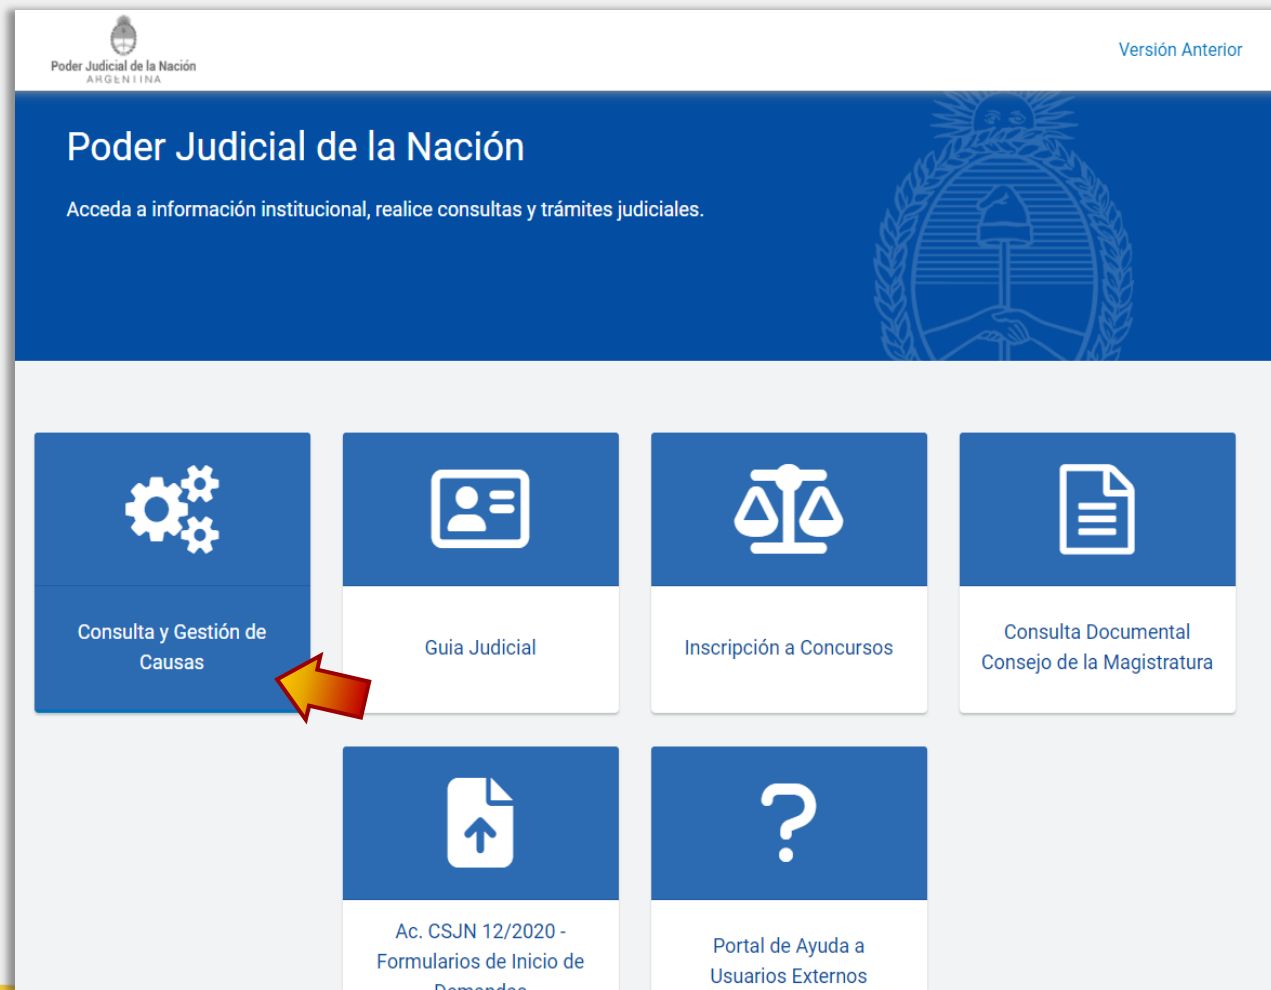 Poder Judicial de la Nación
ARGENTINA
Versión Anterior
Poder Judicial de la Nación
Acceda a información institucional, realice consultas y trámites judiciales.
Consulta y Gestión de
Causas
Guia Judicial
Inscripción a Concursos
Consulta Documental
Consejo de la Magistratura
Ac. CSJN 12/2020 -
Formularios de Inicio de
Demandas
Portal de Ayuda a
Usuarios Externos